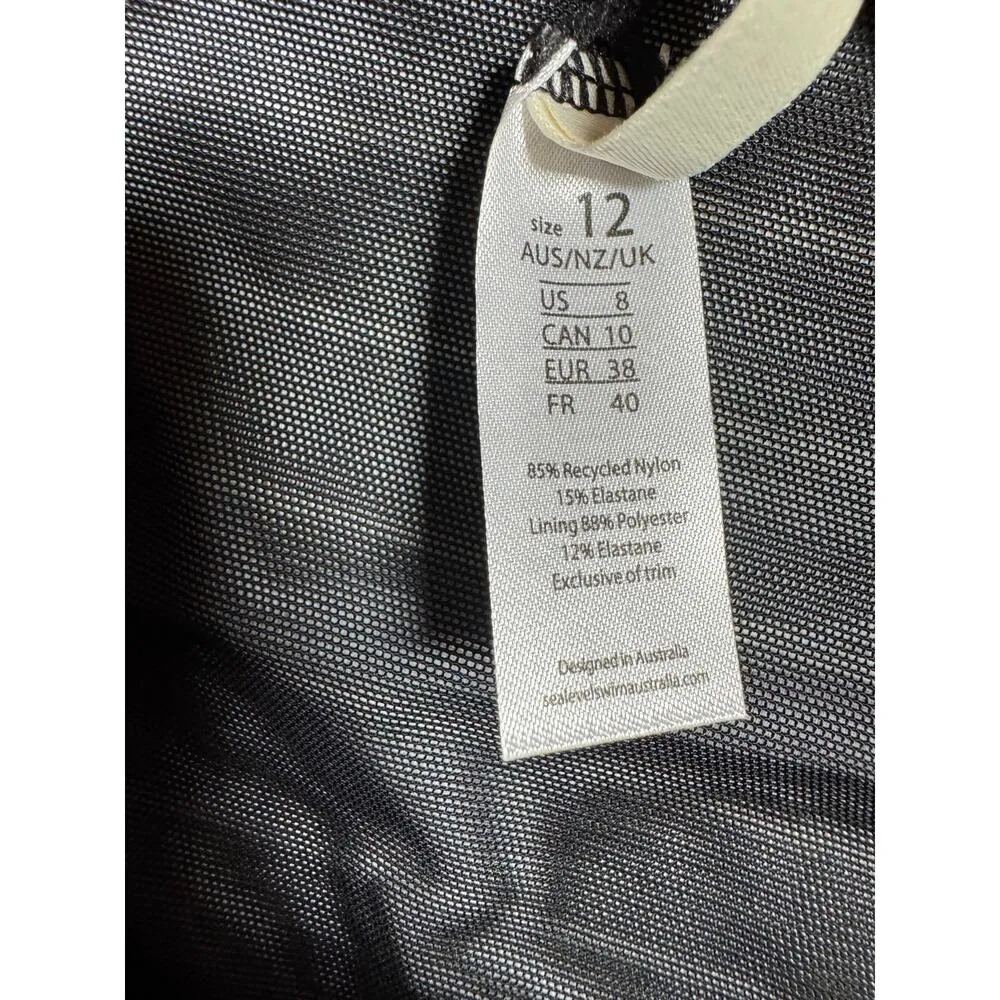 size 12
AUS/NZ/UK
US 8
CAN 10
EUR 38
FR 40
85% Recycled Nylon
15% Elastane
Lining 88% Polyester
12% Elastane
Exclusive of trim
Designed in Australia
sealevelswimaustralia.com